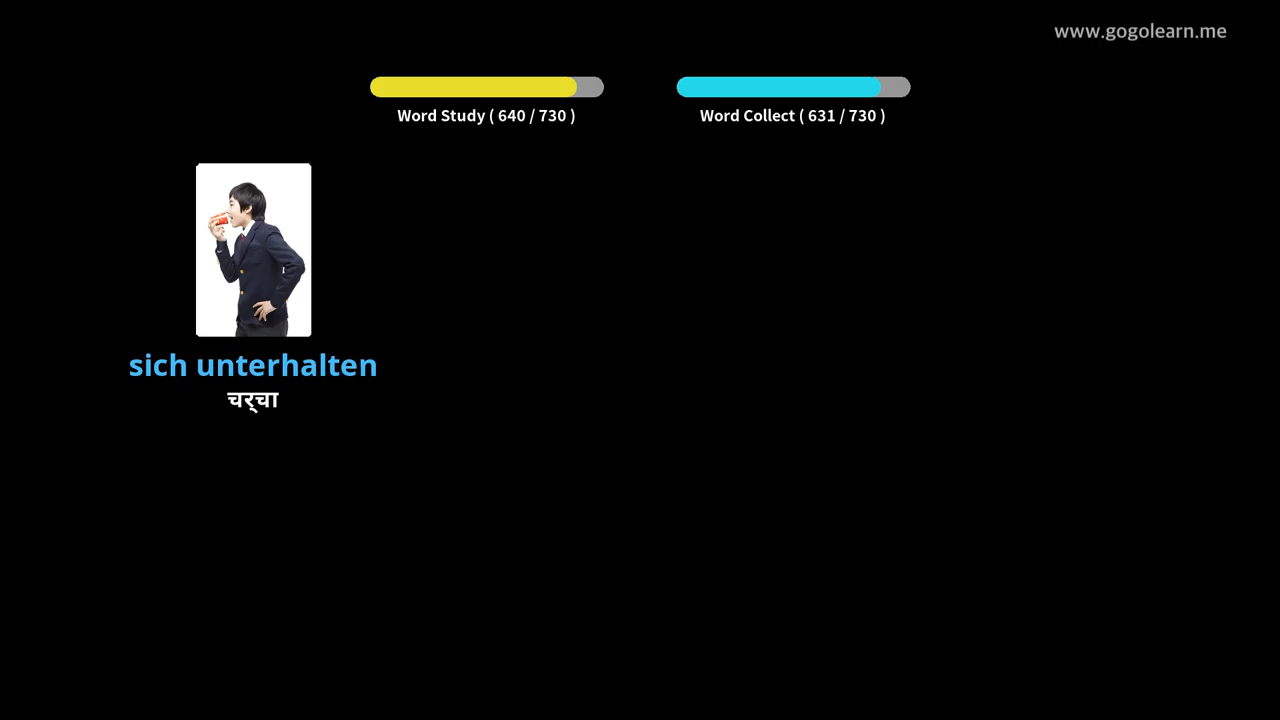 www.gogolearn.me
Word Study ( 640 / 730 )
Word Collect ( 631 / 730 )
sich unterhalten
चर्‌चा